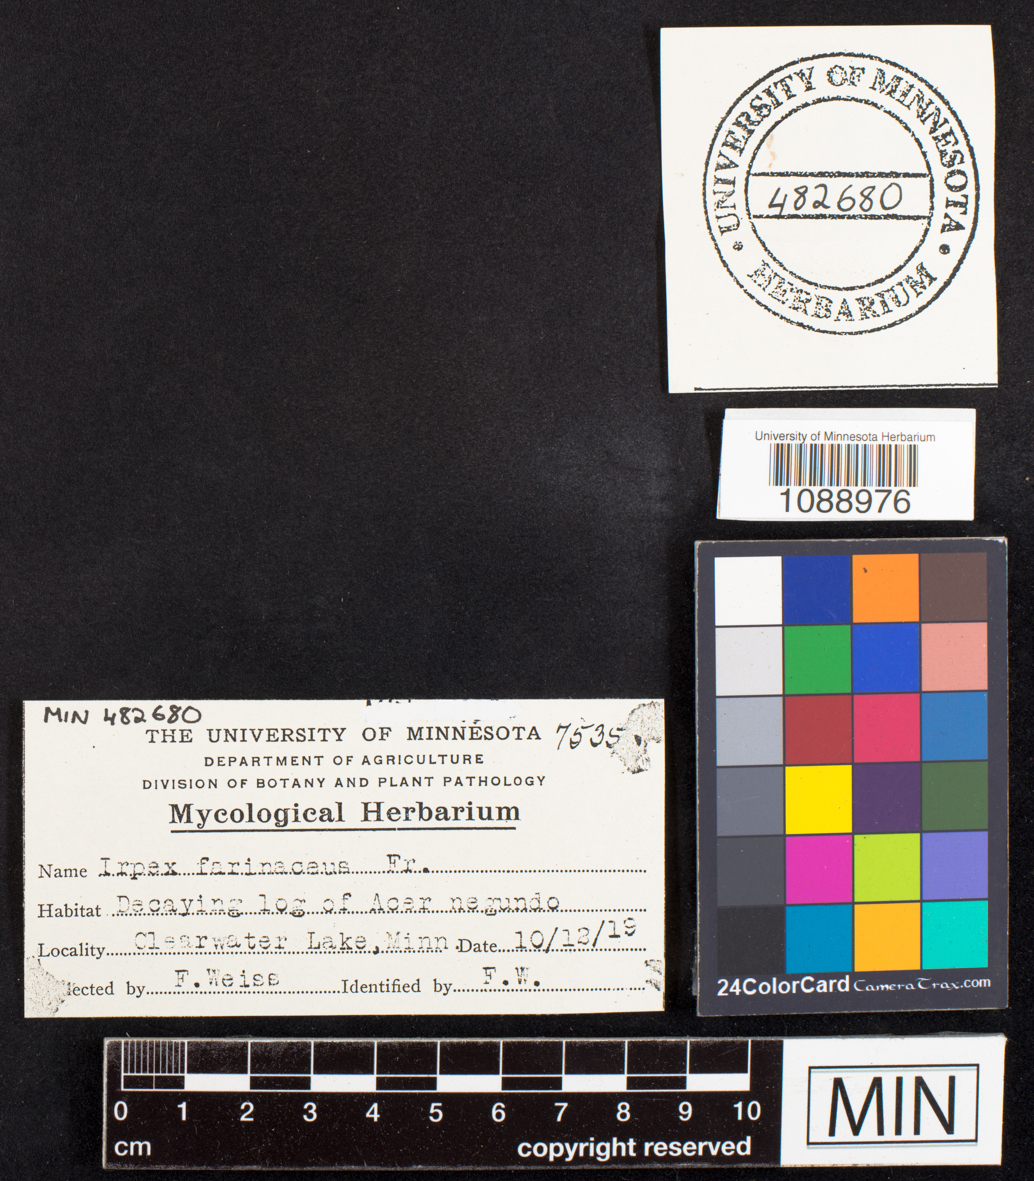 UNIVERSITY OF MINNESOTA
482680
HERBARIUM
University of Minnesota Herbarium
1088976
MIN 482680
THE UNIVERSITY OF MINNESOTA 7535
DEPARTMENT OF AGRICULTURE
DIVISION OF BOTANY AND PLANT PATHOLOGY
Mycological Herbarium
Name Irpex farinaceus Fr.
Habitat Decaying log of Acer negundo
Locality Clearwater Lake, Minn. Date 10/12/19
lected by F. Weiss Identified by F.W.
24ColorCard CameraTrax.com
0 1 2 3 4 5 6 7 8 9 10
cm copyright reserved
MIN